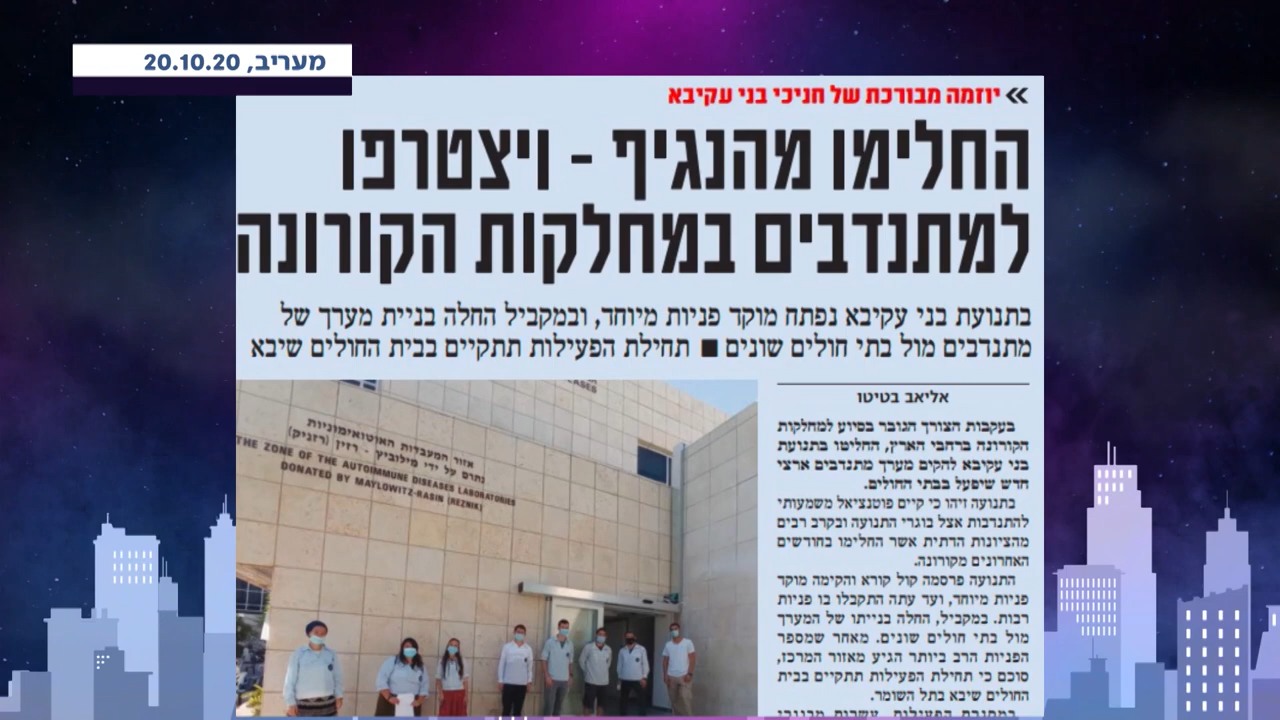 מעריב, 20.10.20
» יוזמה מבורכת של חניכי בני עקיבא
החלימו מהנגיף - ויצטרפו
למתנדבים במחלקות הקורונה
בתנועת בני עקיבא נפתח מוקד פניות מיוחד, ובמקביל החלה בניית מערך של
מתנדבים מול בתי חולים שונים ■ תחילת הפעילות תתקיים בבית החולים שיבא
אליאב בטיטו
בעקבות הצורך הגובר בסיוע למחלקות
הקורונה ברחבי הארץ, החליטו בתנועת
בני עקיבא להקים מערך מתנדבים ארצי
חדש שיפעל בבתי החולים.
בתנועה זיהו כי קיים פוטנציאל משמעותי
להתנדבות אצל בוגרי התנועה ובקרב רבים
מהציונות הדתית אשר החלימו בחודשים
האחרונים מקורונה.
התנועה פרסמה קול קורא והקימה מוקד
פניות מיוחד, ועד עתה התקבלו בו פניות
רבות. במקביל, החלה בנייתו של המערך
מול בתי חולים שונים. מאחר שמספר
הפניות הרב ביותר הגיע מאזור המרכז,
סוכם כי תחילת הפעילות תתקיים בבית
החולים שיבא בתל השומר.
אזור המעבדות האוטואימוניות
נתרם על ידי מילוביץ - רזין (רזניק)
THE ZONE OF THE AUTOIMMUNE DISEASES LABORATORIES
DONATED BY MAYLOWITZ-RASIN (REZNIK)